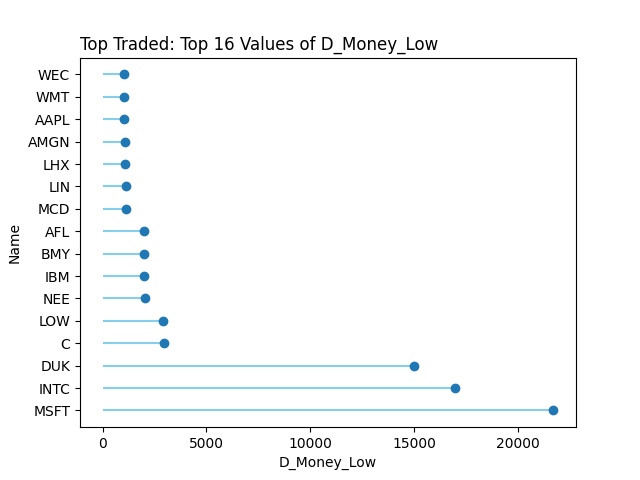 Top Traded: Top 16 Values of D_Money_Low
WEC
WMT
AAPL
AMGN
LHX
LIN
MCD
AFL
BMY
IBM
NEE
LOW
C
DUK
INTC
MSFT
Name
0 5000 10000 15000 20000
D_Money_Low